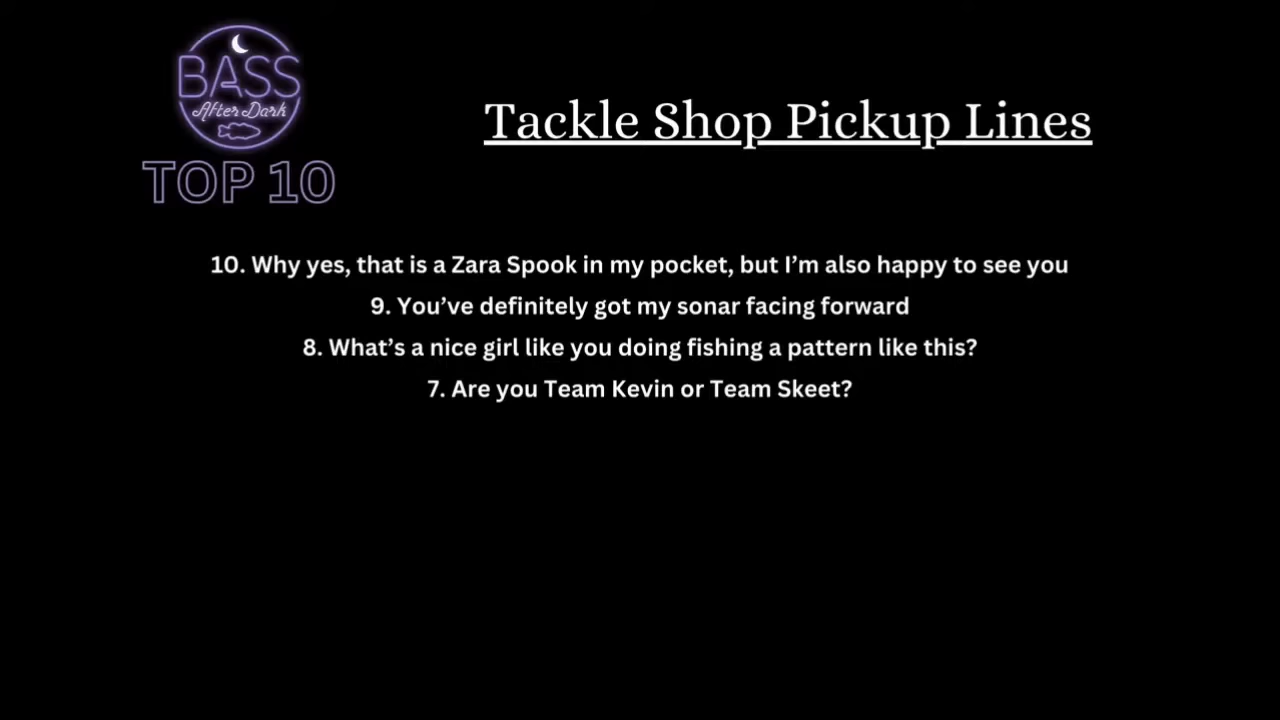 BASS
After Dark
TOP 10
Tackle Shop Pickup Lines
10. Why yes, that is a Zara Spook in my pocket, but I’m also happy to see you
9. You’ve definitely got my sonar facing forward
8. What’s a nice girl like you doing fishing a pattern like this?
7. Are you Team Kevin or Team Skeet?